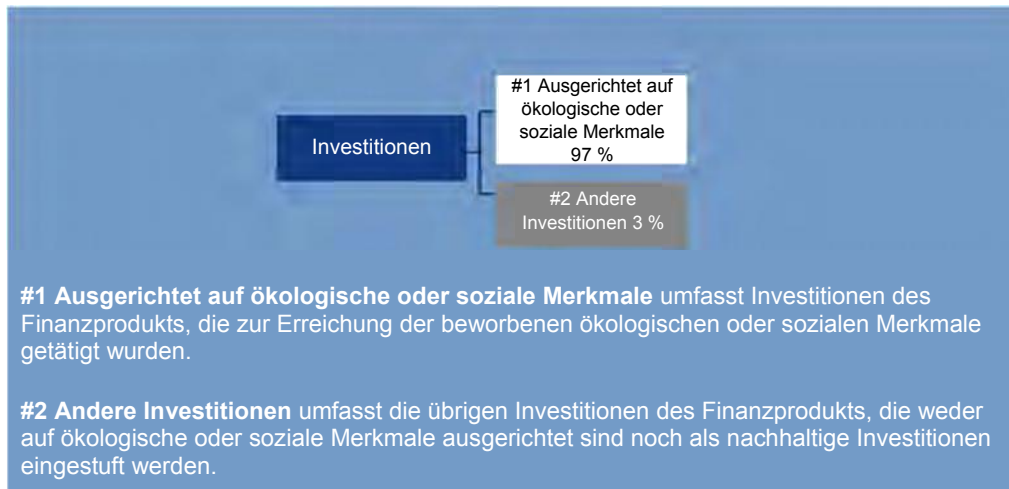 Investitionen
#1 Ausgerichtet auf
ökologische oder
soziale Merkmale
97 %
#2 Andere
Investitionen 3 %
#1 Ausgerichtet auf ökologische oder soziale Merkmale umfasst Investitionen des
Finanzprodukts, die zur Erreichung der beworbenen ökologischen oder sozialen Merkmale
getätigt wurden.
#2 Andere Investitionen umfasst die übrigen Investitionen des Finanzprodukts, die weder
auf ökologische oder soziale Merkmale ausgerichtet sind noch als nachhaltige Investitionen
eingestuft werden.